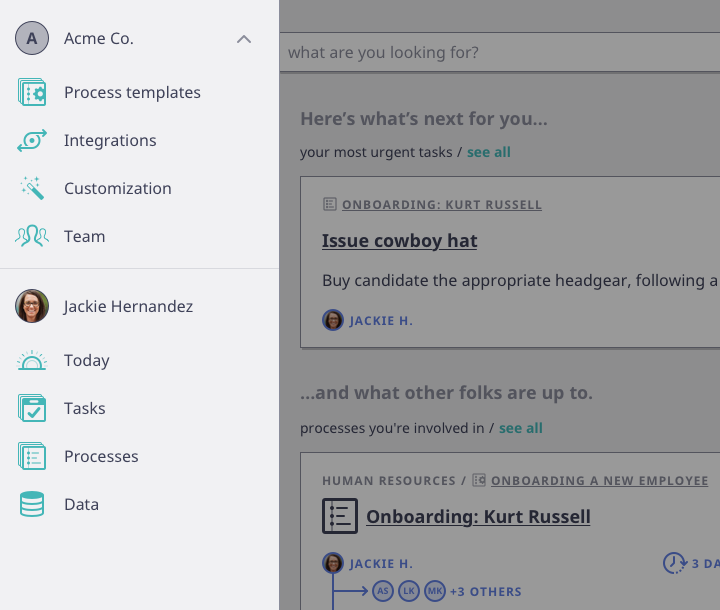 A Acme Co.
Process templates
Integrations
Customization
Team
Jackie Hernandez
Today
Tasks
Processes
Data
what are you looking for?
Here’s what’s next for you...
your most urgent tasks / see all
ONBOARDING: KURT RUSSELL
Issue cowboy hat
Buy candidate the appropriate headgear, following a
JACKIE H.
...and what other folks are up to.
processes you're involved in / see all
HUMAN RESOURCES / ONBOARDING A NEW EMPLOYEE
Onboarding: Kurt Russell
JACKIE H. 3 DA
AS LK MK +3 OTHERS